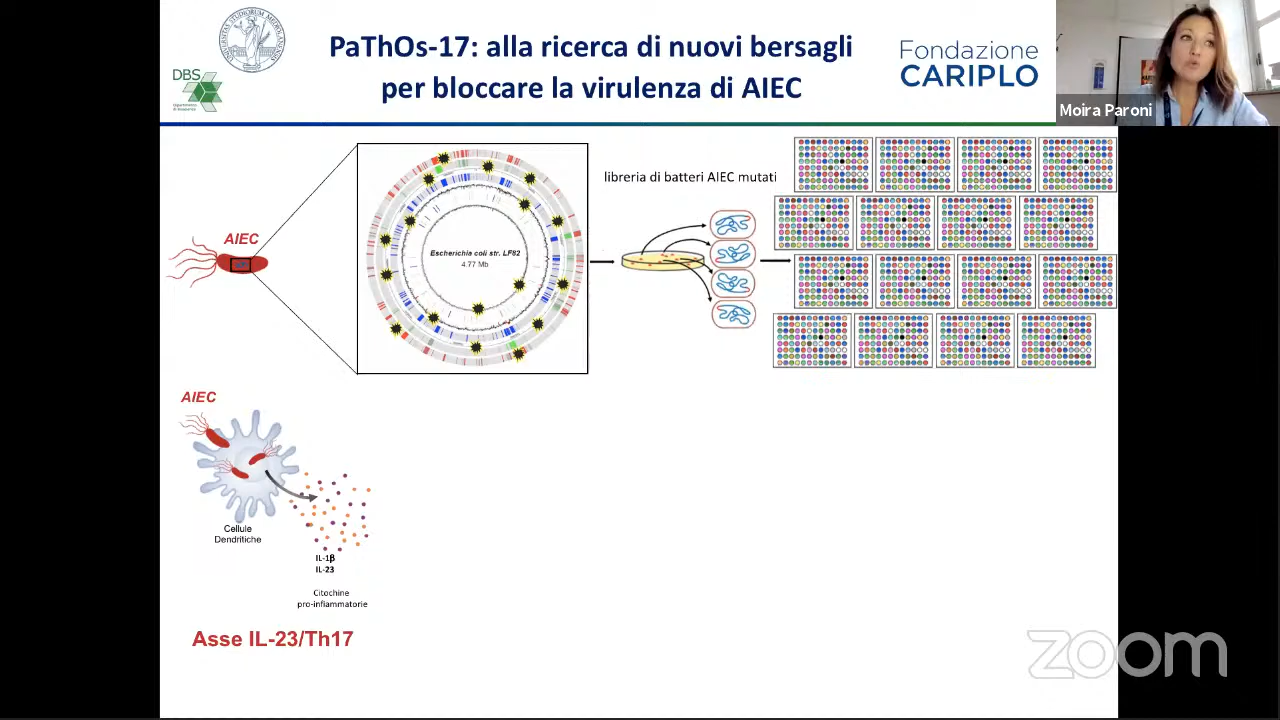 PaThOs-17: alla ricerca di nuovi bersagli
per bloccare la virulenza di AIEC
DBS
Fondazione
CARIPLO
Moira Paroni
libreria di batteri AIEC mutati
AIEC
Escherichia coli str. LF82
4.77 Mb
AIEC
Cellule
Dendritiche
IL-1β
IL-23
Citochine
pro-infiammatorie
Asse IL-23/Th17
zoom